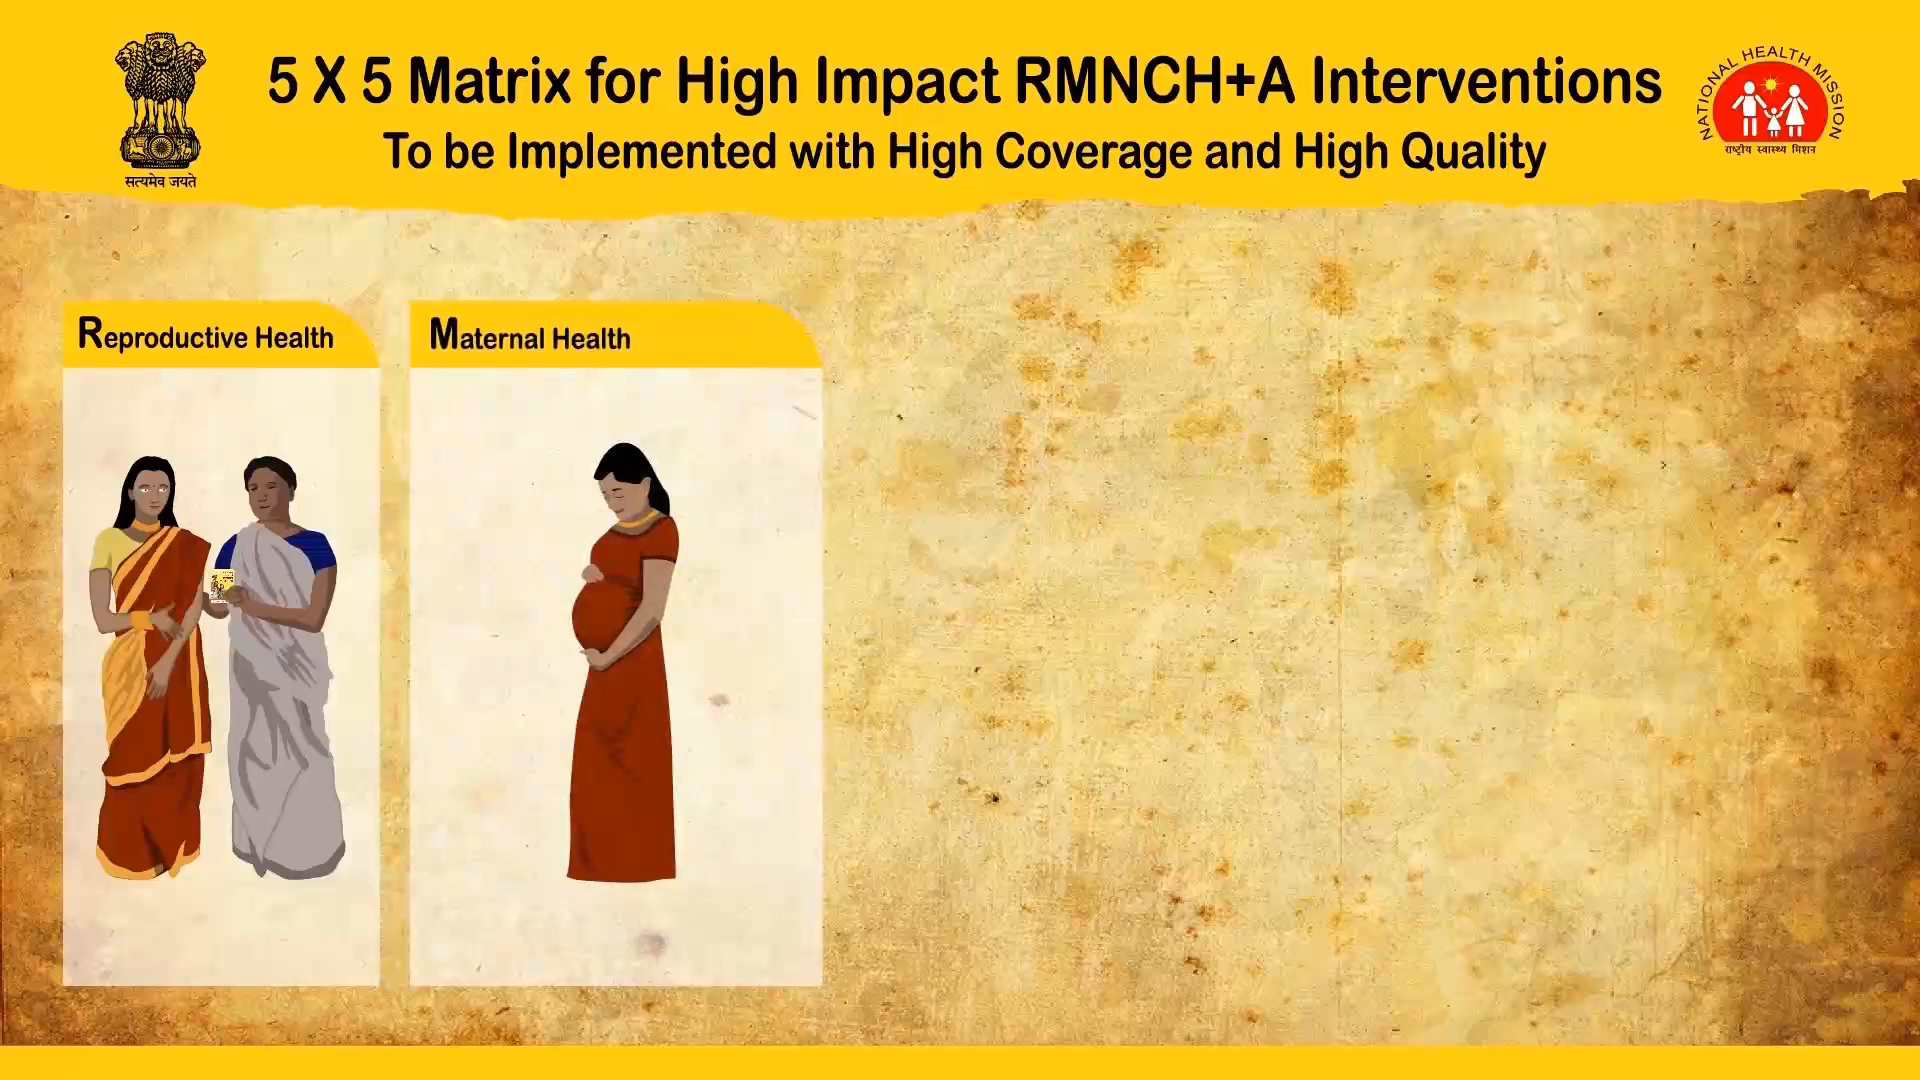 5 X 5 Matrix for High Impact RMNCH+A Interventions
To be Implemented with High Coverage and High Quality
सत्यमेव जयते
NATIONAL HEALTH MISSION
राष्ट्रीय स्वास्थ्य मिशन
Reproductive Health
Maternal Health